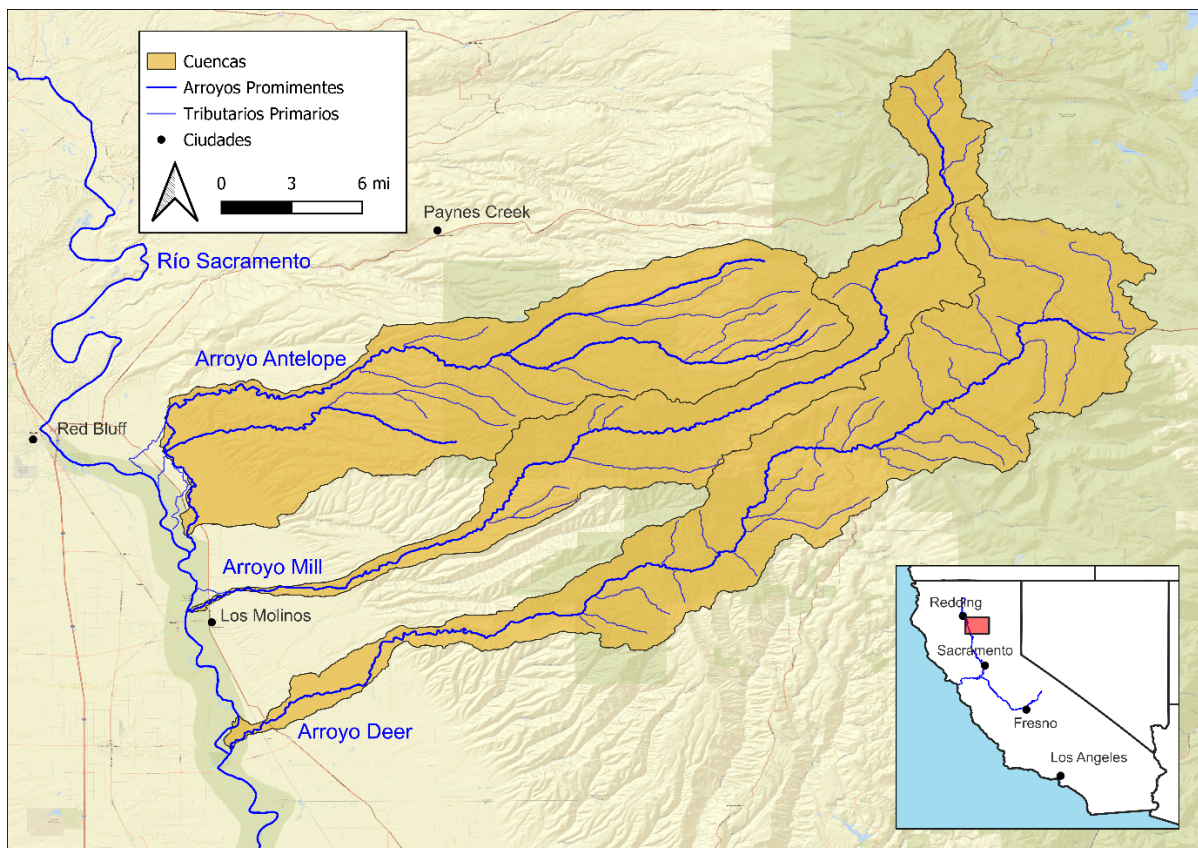 Cuencas
Arroyos Promimentes
Tributarios Primarios
Ciudades
0 3 6 mi
Paynes Creek
Río Sacramento
Arroyo Antelope
Red Bluff
Arroyo Mill
Los Molinos
Arroyo Deer
Redding
Sacramento
Fresno
Los Angeles